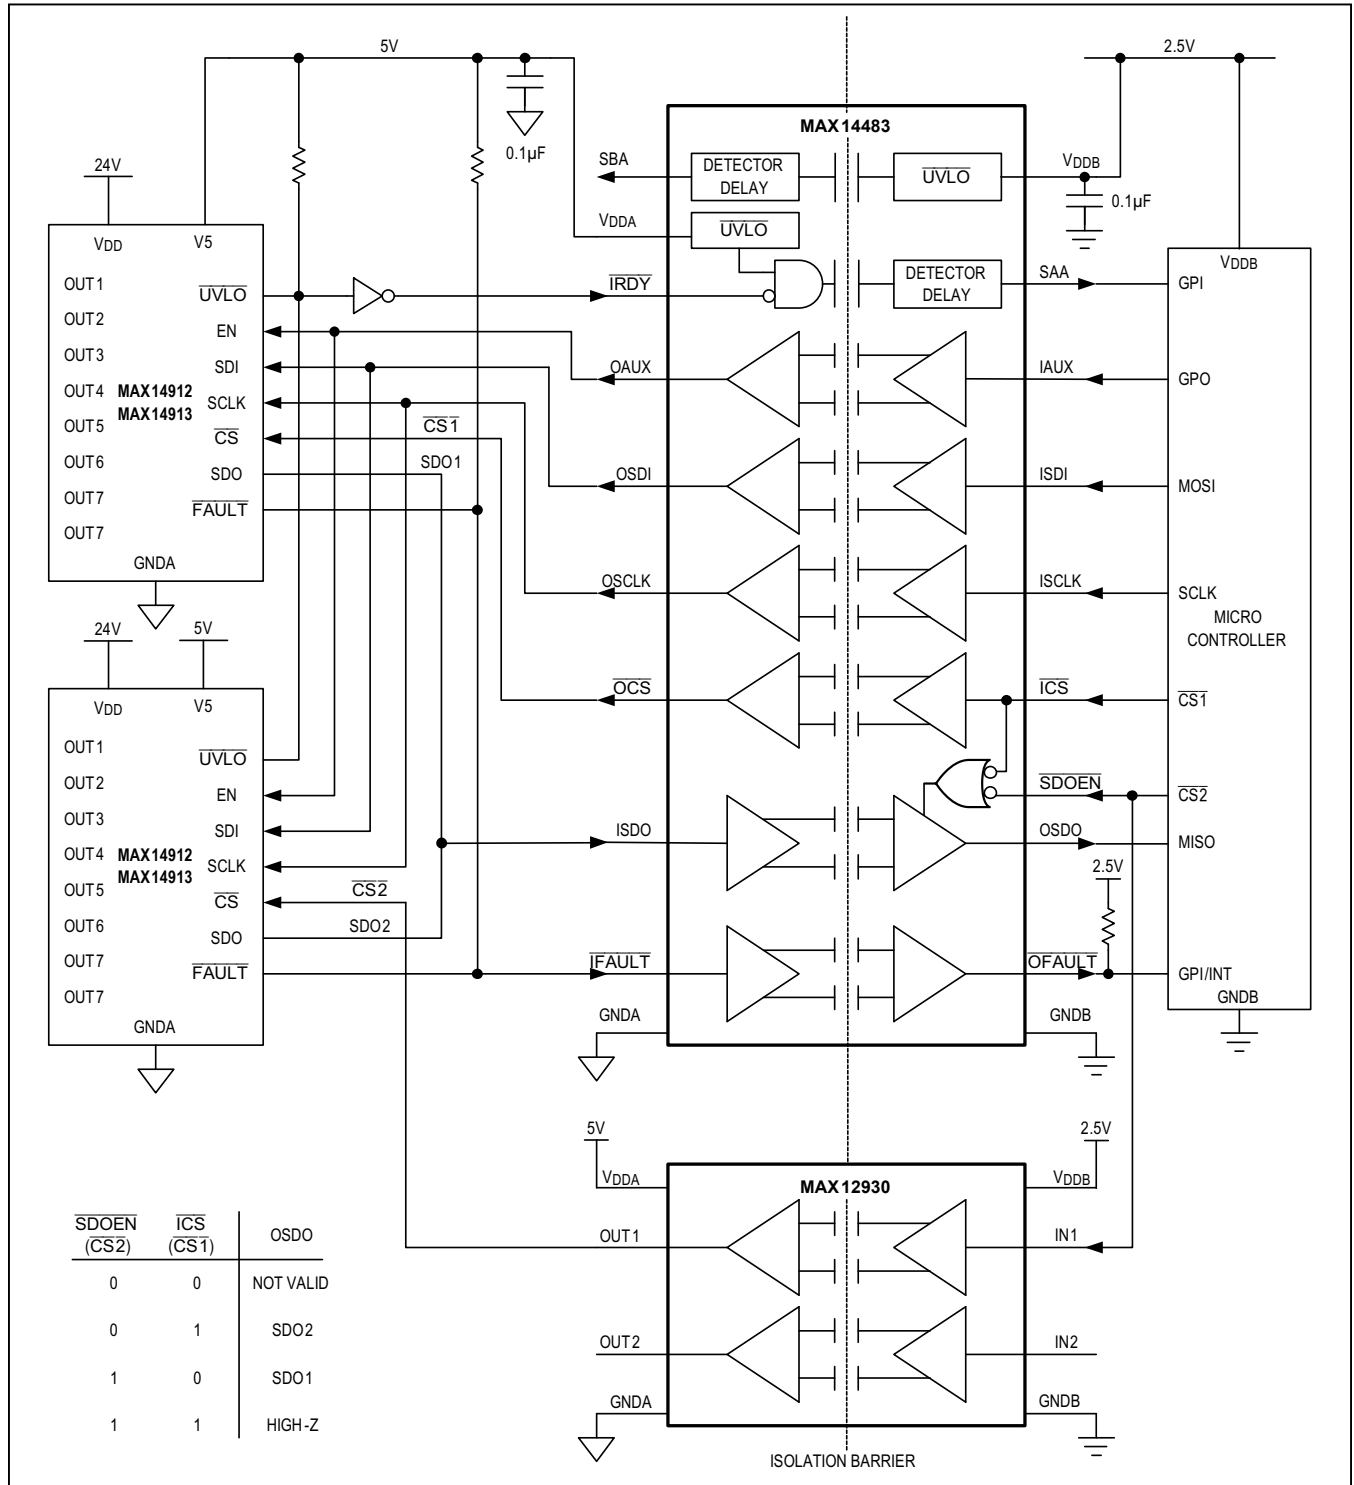 5V
2.5V
0.1µF
24V
VDD
V5
OUT1
OUT2
OUT3
OUT4
OUT5
OUT6
OUT7
OUT7
MAX14912
MAX14913
UVLO
EN
SDI
SCLK
CS
SDO
FAULT
GNDA
CS1
SDO1
24V
5V
VDD
V5
OUT1
OUT2
OUT3
OUT4
OUT5
OUT6
OUT7
OUT7
MAX14912
MAX14913
UVLO
EN
SDI
SCLK
CS
SDO
FAULT
GNDA
CS2
SDO2
MAX14483
SBA
DETECTOR
DELAY
UVLO
VDDB
0.1µF
VDDA
UVLO
IRDY
DETECTOR
DELAY
SAA
OAUX
IAUX
OSDI
ISDI
OSCLK
ISCLK
OCS
ICS
SDOEN
ISDO
OSDO
2.5V
IFAULT
OFAULT
GNDA
GNDB
VDDB
GPI
GPO
MOSI
SCLK
MICRO
CONTROLLER
CS1
CS2
MISO
GPI/INT
GNDB
5V
2.5V
VDDA
MAX12930
VDDB
OUT1
IN1
OUT2
IN2
GNDA
GNDB
ISOLATION BARRIER
SDOEN
(CS2)
ICS
(CS1)
OSDO
0 0 NOT VALID
0 1 SDO2
1 0 SDO1
1 1 HIGH-Z